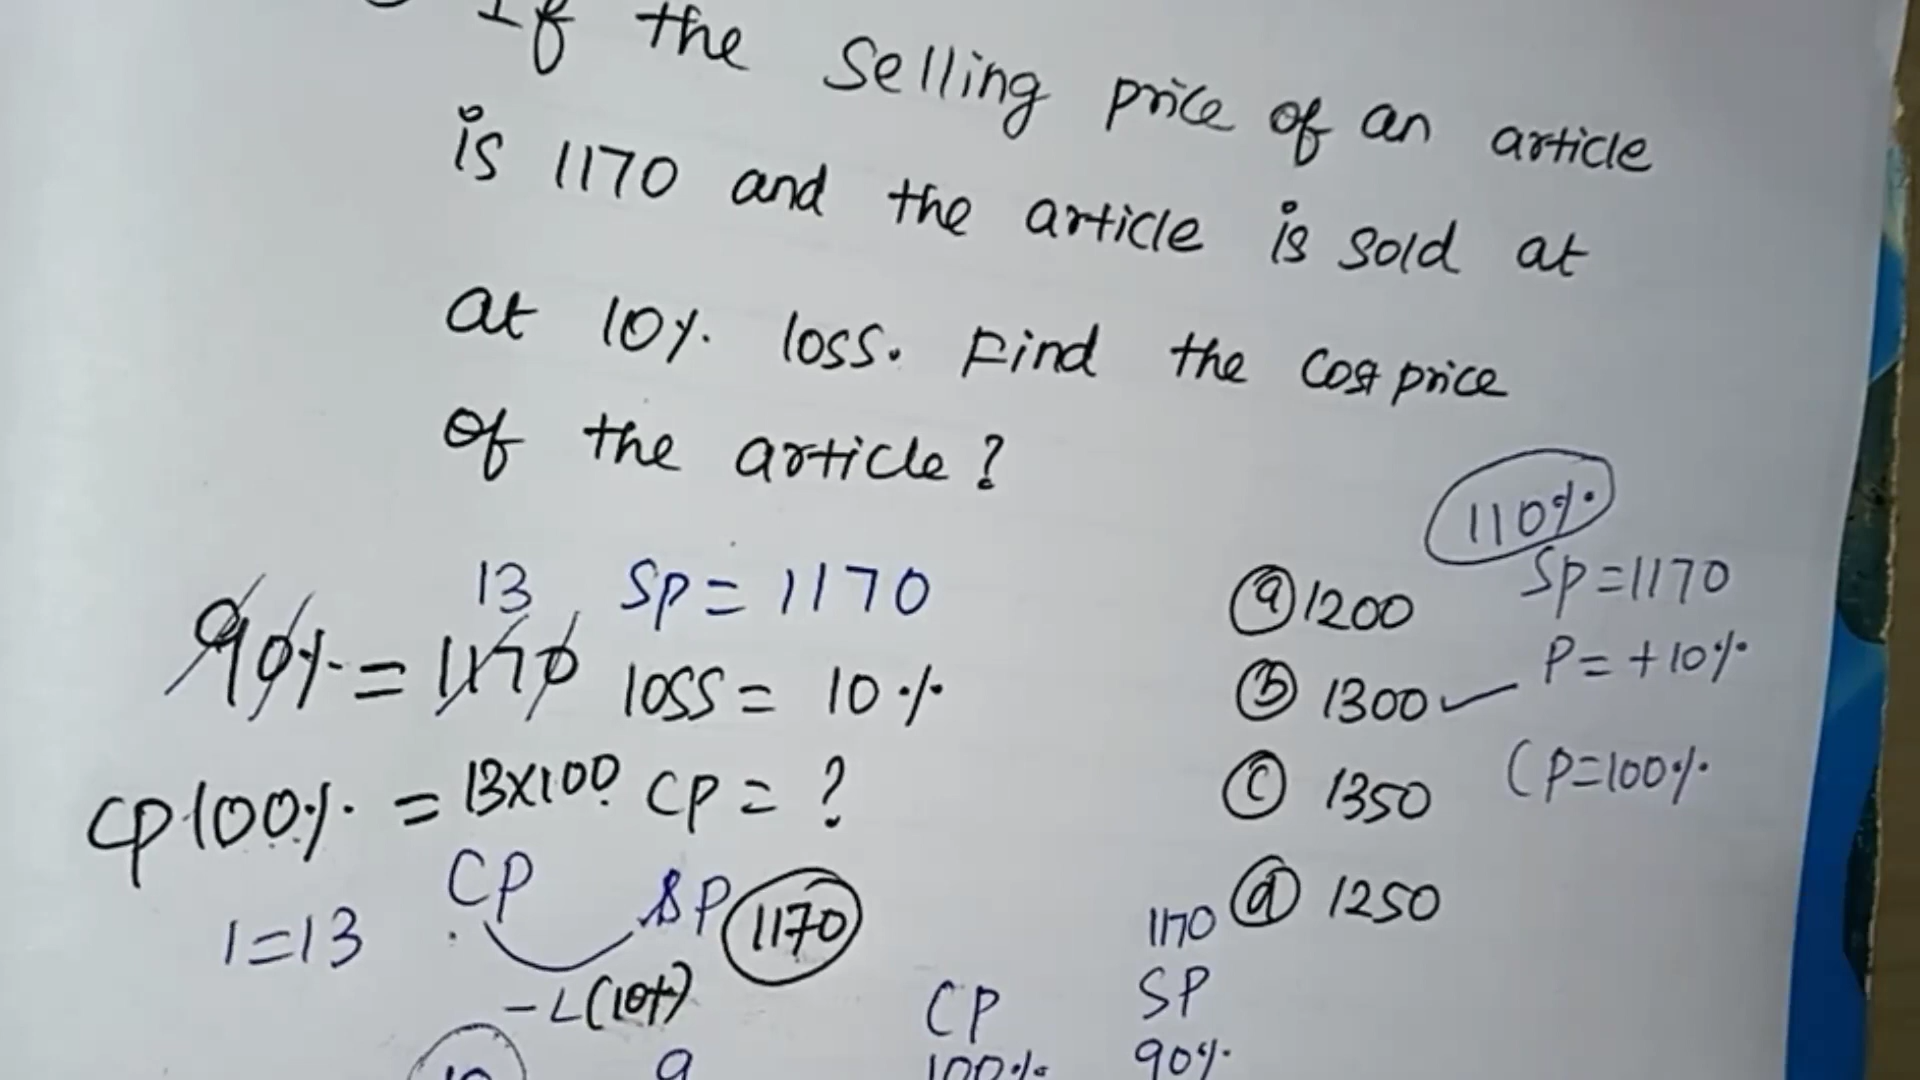 If the selling price of an article
is 1170 and the article is sold at
at 10%. loss. Find the cost price
of the article?
110%
13 SP = 1170
90% = 1170
loss = 10%
CP 100% = 13x100
CP = ?
1=13
CP SP 1170
-L(10%)
10 9
a 1200
b 1300 ✓
c 1350
d 1250
SP=1170
P=+10%
CP=100%
1170
CP SP
100% 90%